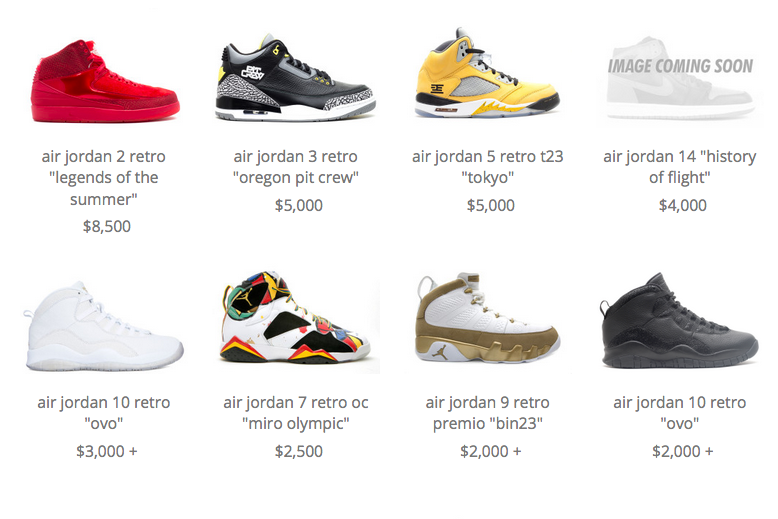 PIT
CREW
IMAGE COMING SOON
air jordan 2 retro
"legends of the
summer"
$8,500
air jordan 3 retro
"oregon pit crew"
$5,000
air jordan 5 retro t23
"tokyo"
$5,000
air jordan 14 "history
of flight"
$4,000
air jordan 10 retro
"ovo"
$3,000 +
air jordan 7 retro oc
"miro olympic"
$2,500
air jordan 9 retro
premio "bin23"
$2,000 +
air jordan 10 retro
"ovo"
$2,000 +